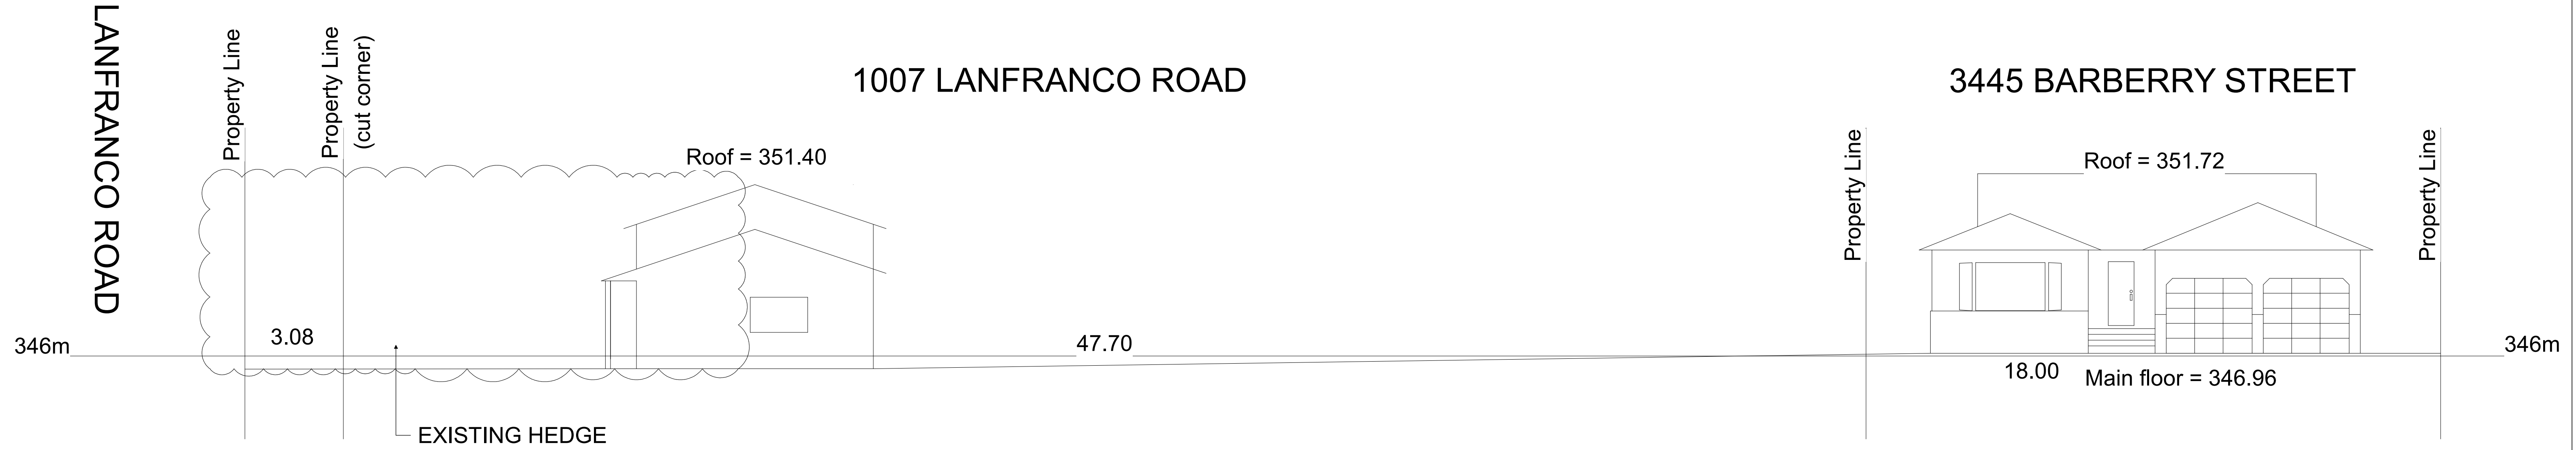 LANFRANCO ROAD
Property Line
Property Line
(cut corner)
1007 LANFRANCO ROAD
3445 BARBERRY STREET
Roof = 351.40
Property Line
Roof = 351.72
Property Line
346m
3.08
47.70
346m
18.00
Main floor = 346.96
EXISTING HEDGE